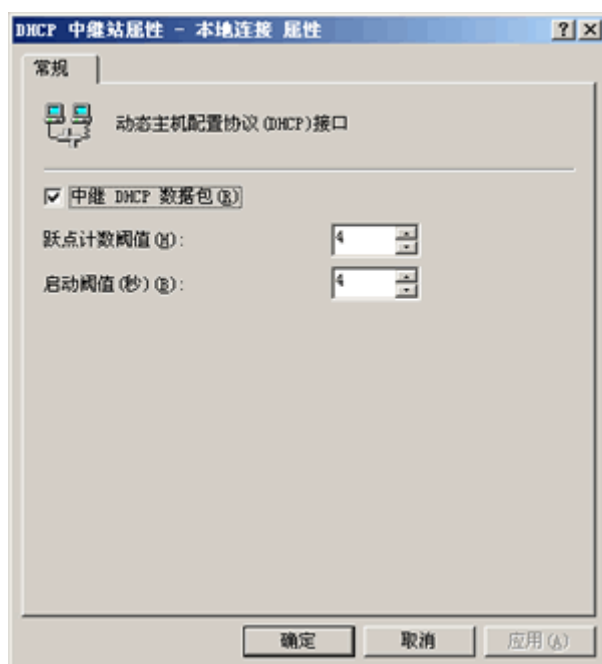 DHCP 中继站属性 - 本地连接 属性
常规
动态主机配置协议(DHCP)接口
中继 DHCP 数据包(R)
跃点计数阈值(H): 4
启动阈值(秒)(B): 4
确定 取消 应用(A)